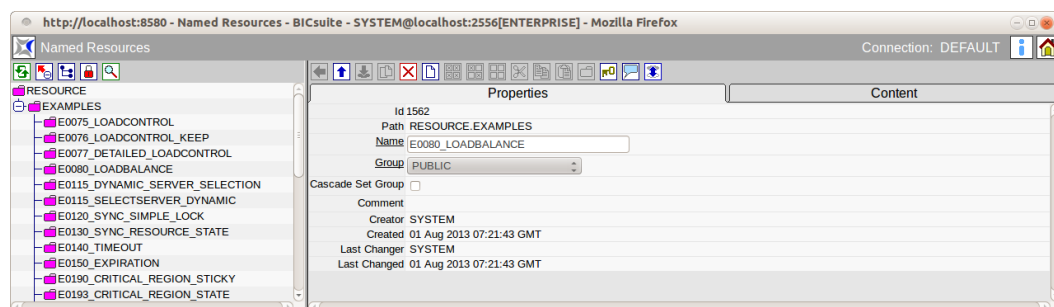 http://localhost:8580 - Named Resources - BICsuite - SYSTEM@localhost:2556[ENTERPRISE] - Mozilla Firefox
Named Resources
Connection: DEFAULT
RESOURCE
EXAMPLES
E0075_LOADCONTROL
E0076_LOADCONTROL_KEEP
E0077_DETAILED_LOADCONTROL
E0080_LOADBALANCE
E0115_DYNAMIC_SERVER_SELECTION
E0115_SELECTSERVER_DYNAMIC
E0120_SYNC_SIMPLE_LOCK
E0130_SYNC_RESOURCE_STATE
E0140_TIMEOUT
E0150_EXPIRATION
E0190_CRITICAL_REGION_STICKY
E0193_CRITICAL_REGION_STATE
Properties
Content
Id 1562
Path RESOURCE.EXAMPLES
Name E0080_LOADBALANCE
Group PUBLIC
Cascade Set Group
Comment
Creator SYSTEM
Created 01 Aug 2013 07:21:43 GMT
Last Changer SYSTEM
Last Changed 01 Aug 2013 07:21:43 GMT